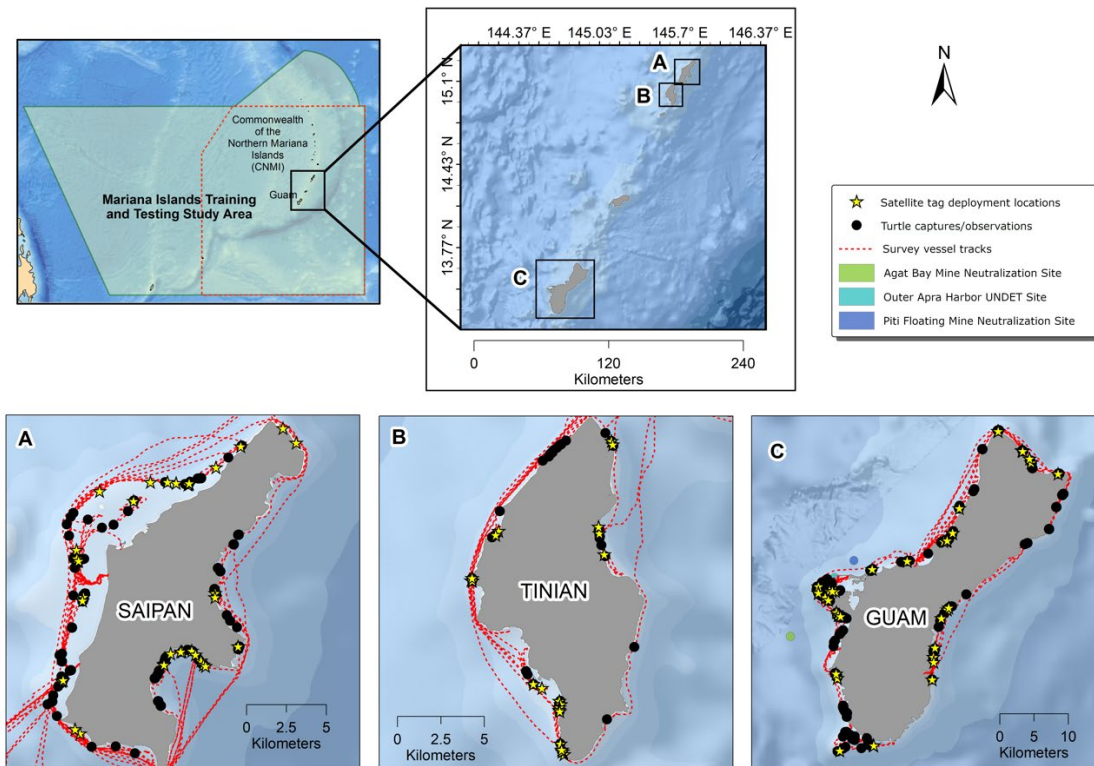 Commonwealth
of the
Northern Mariana
Islands
(CNMI)
Guam
Mariana Islands Training
and Testing Study Area
144.37° E 145.03° E 145.7° E 146.37° E
15.1° N
14.43° N
13.77° N
A
B
C
0 120 240
Kilometers
N
Satellite tag deployment locations
Turtle captures/observations
Survey vessel tracks
Agat Bay Mine Neutralization Site
Outer Apra Harbor UNDET Site
Piti Floating Mine Neutralization Site
A
SAIPAN
0 2.5 5
Kilometers
B
TINIAN
0 2.5 5
Kilometers
C
GUAM
0 5 10
Kilometers